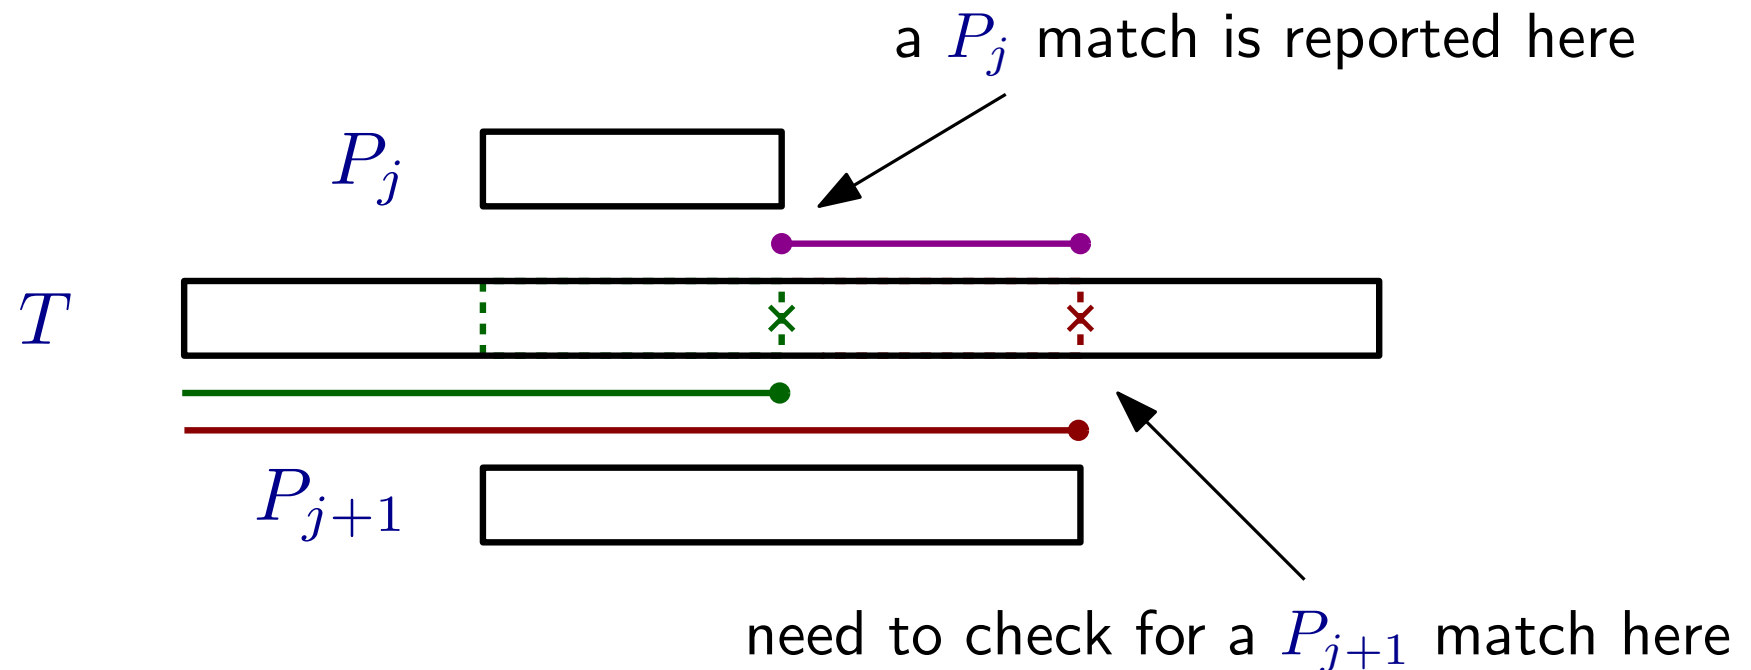 a P_j match is reported here
P_j
T
P_{j+1}
need to check for a P_{j+1} match here